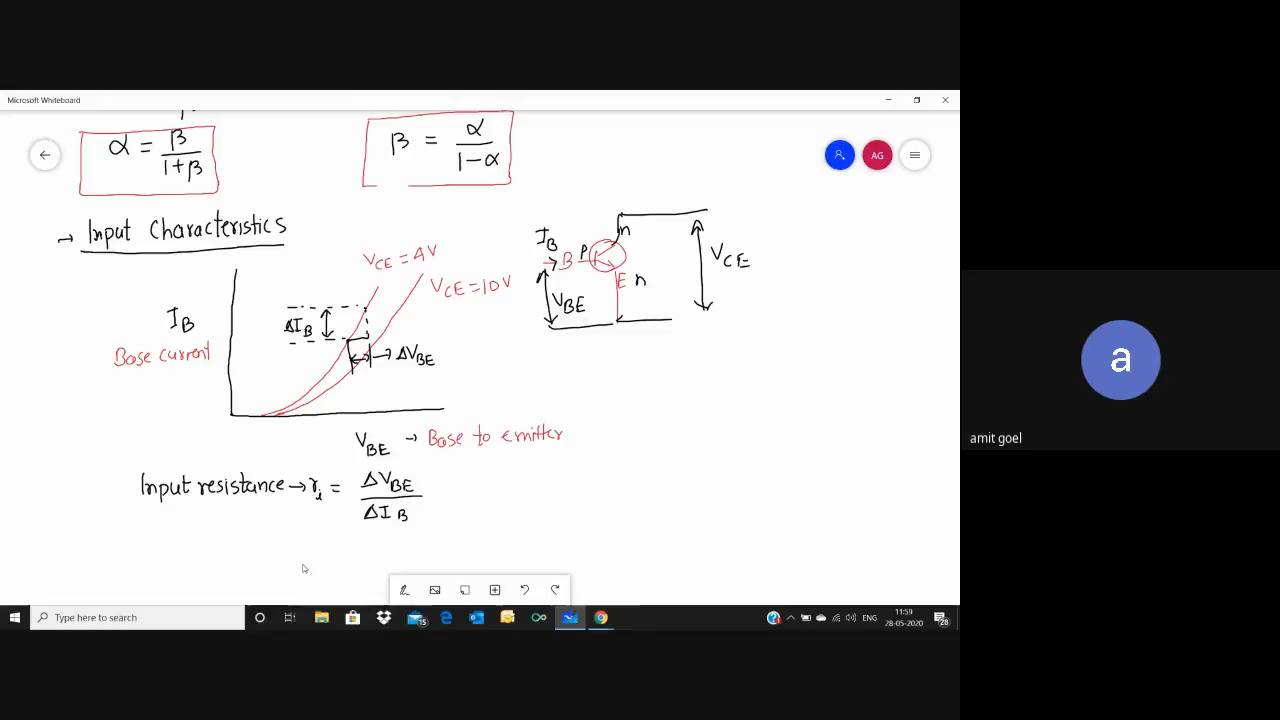 Microsoft Whiteboard
α = β / 1+β
β = α / 1-α
AG
→ Input Characteristics
VCE = 4V
VCE = 10V
IB
Base current
ΔIB
→ ΔVBE
VBE → Base to emitter
IB
B
P
n
E n
VBE
VCE
Input resistance → ri = ΔVBE / ΔIB
a
amit goel
Type here to search
15
ENG
11:59
28-05-2020
28